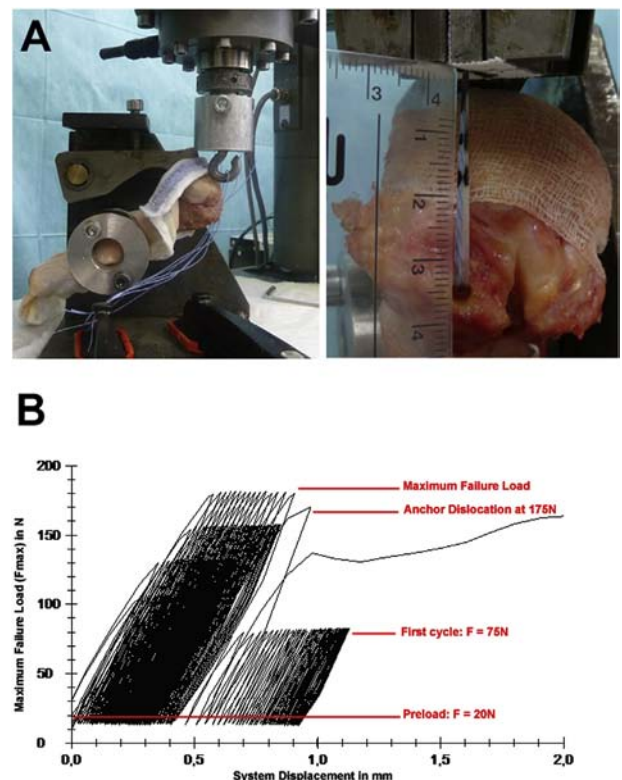 A
3 4
U
1
2
3
4
B
Maximum Failure Load (Fmax) in N
200
150
100
50
0
Maximum Failure Load
Anchor Dislocation at 175N
First cycle: F = 75N
Preload: F = 20N
0,0 0,5 1,0 1,5 2,0
System Displacement in mm